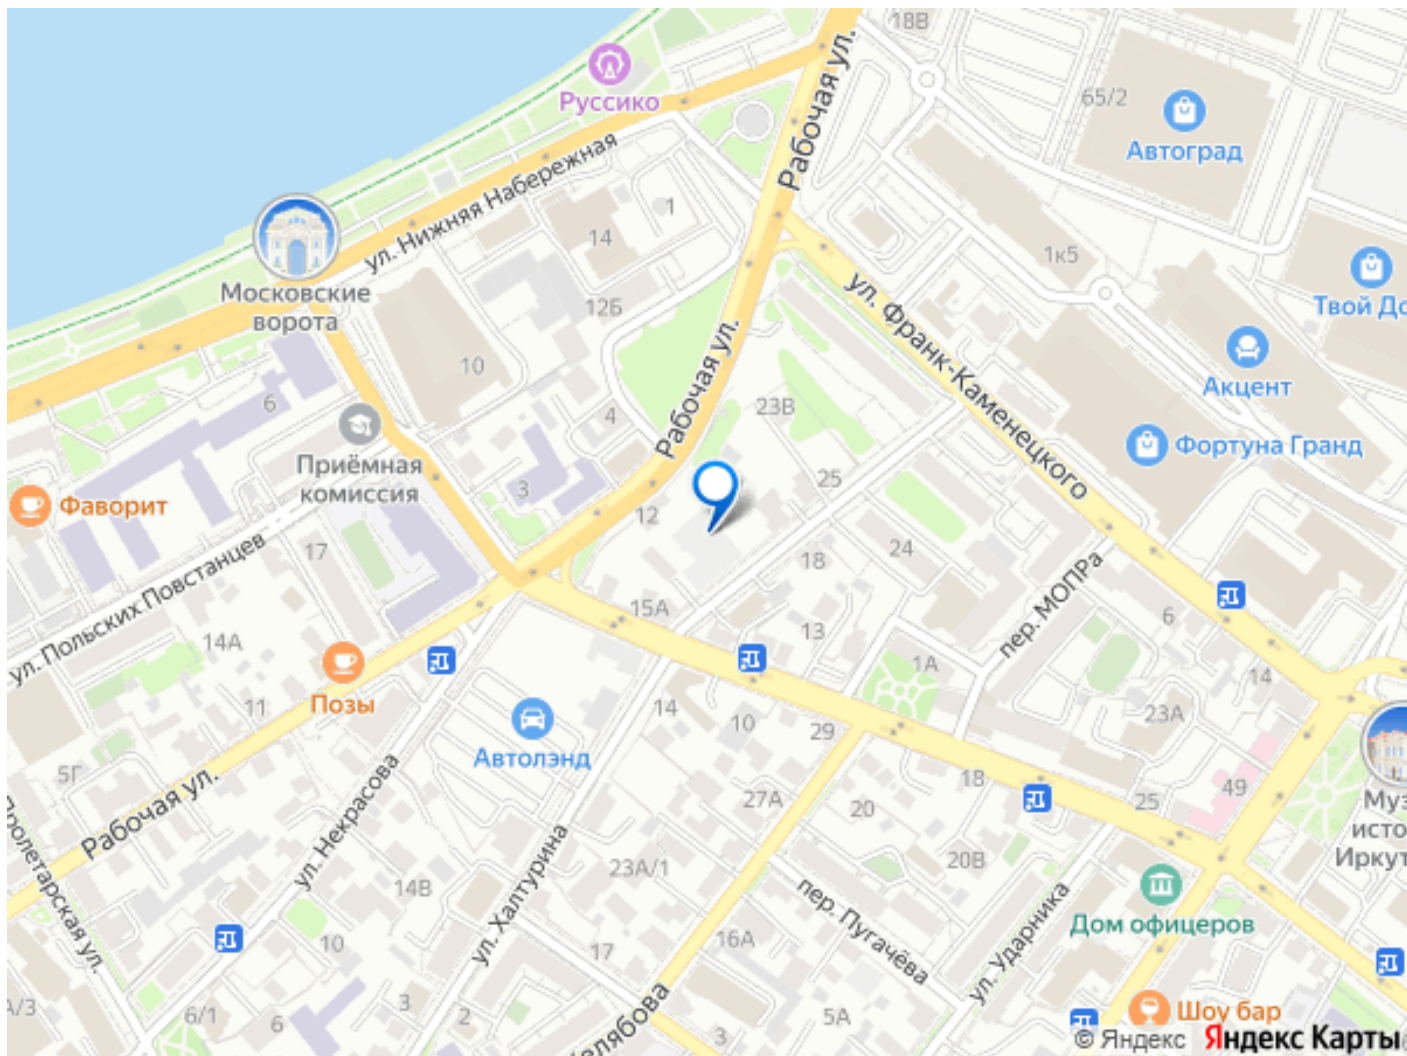 18В
Руссико
Рабочая ул.
65/2
Автоград
ул. Нижняя Набережная
1
14
Московские
ворота
12Б
1к5
Твой До
ул. Франк-Каменецкого
Рабочая ул.
10
Акцент
6
4
23В
Приёмная
комиссия
Фортуна Гранд
25
3
Фаворит
12
17
24
18
ул. Польских Повстанцев
пер. МОПРа
15А
13
6
14А
1А
14
Позы
11
14
10
29
23А
Автолэнд
5Г
18
49
Рабочая ул.
ул. Некрасова
27А
20
25
Муз
исто
Иркут
Пролетарская ул.
23А/1
20В
14В
ул. Халтурина
пер. Пугачёва
ул. Ударника
Дом офицеров
10
17
16А
А/3
6/1
6
3
2
Желябова
5А
Шоу бар
© Яндекс Яндекс Карты